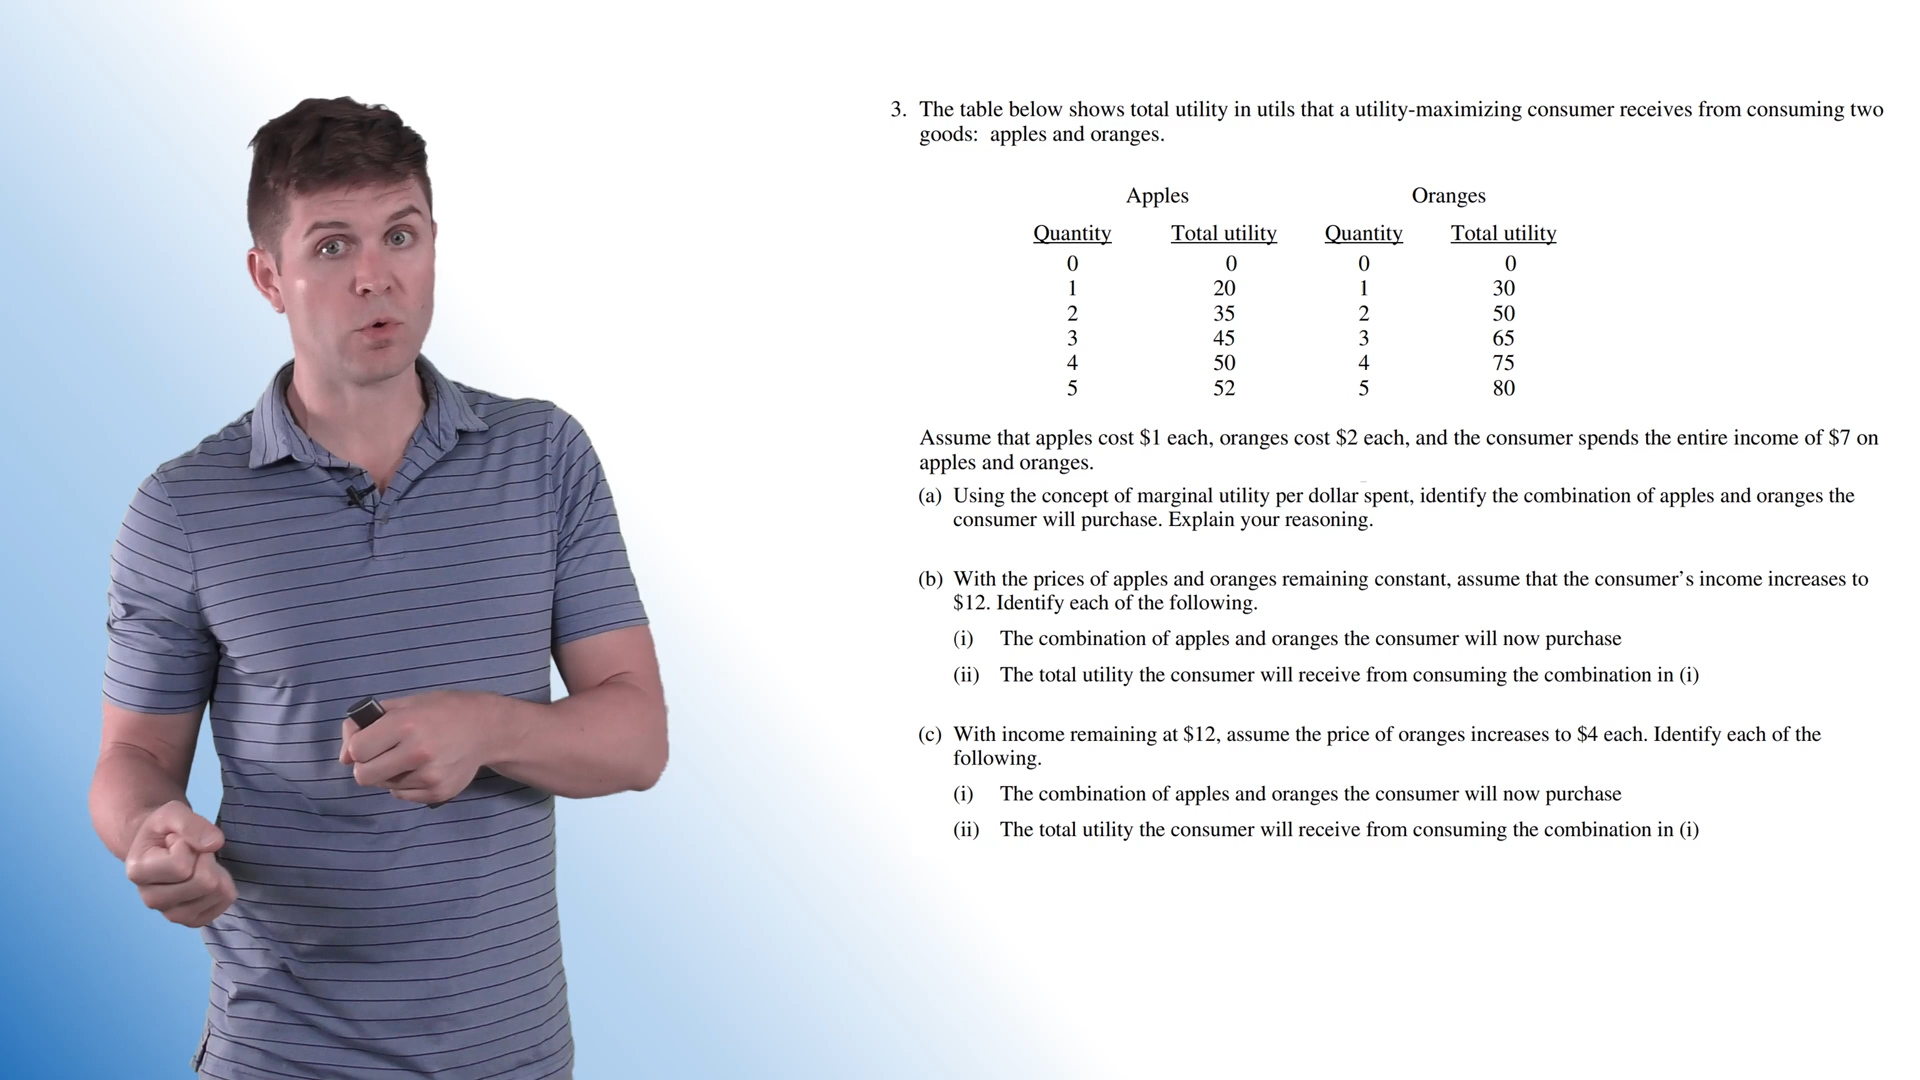 3. The table below shows total utility in utils that a utility-maximizing consumer receives from consuming two
goods: apples and oranges.
Apples Oranges
Quantity Total utility Quantity Total utility
0 0 0 0
1 20 1 30
2 35 2 50
3 45 3 65
4 50 4 75
5 52 5 80
Assume that apples cost $1 each, oranges cost $2 each, and the consumer spends the entire income of $7 on
apples and oranges.
(a) Using the concept of marginal utility per dollar spent, identify the combination of apples and oranges the
consumer will purchase. Explain your reasoning.
(b) With the prices of apples and oranges remaining constant, assume that the consumer’s income increases to
$12. Identify each of the following.
(i) The combination of apples and oranges the consumer will now purchase
(ii) The total utility the consumer will receive from consuming the combination in (i)
(c) With income remaining at $12, assume the price of oranges increases to $4 each. Identify each of the
following.
(i) The combination of apples and oranges the consumer will now purchase
(ii) The total utility the consumer will receive from consuming the combination in (i)